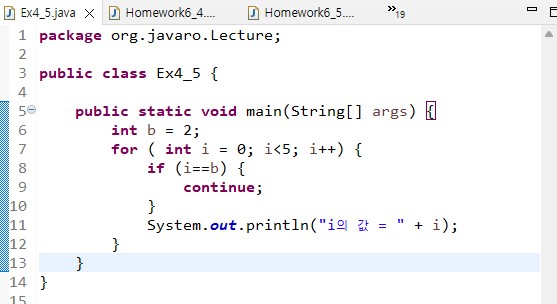 Ex4_5.java Homework6_4.... Homework6_5.... »19
1 package org.javaro.Lecture;
2
3 public class Ex4_5 {
4
5 public static void main(String[] args) {
6 int b = 2;
7 for ( int i = 0; i<5; i++) {
8 if (i==b) {
9 continue;
10 }
11 System.out.println("i의 값 = " + i);
12 }
13 }
14 }